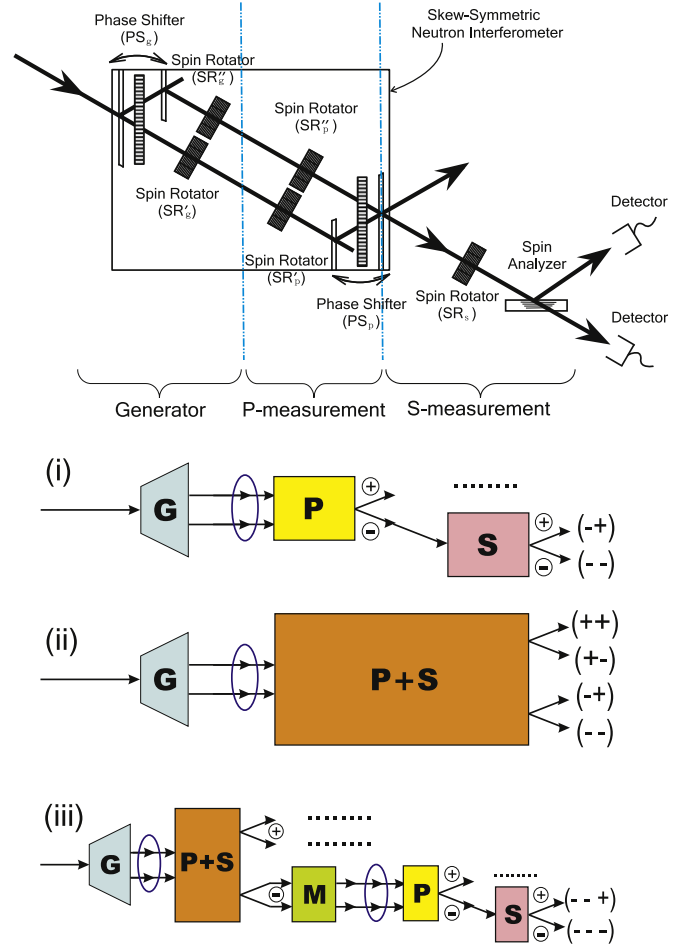 Skew-Symmetric
Neutron Interferometer
Phase Shifter
(PSg)
Spin Rotator
(SR″g)
Spin Rotator
(SR″p)
Spin Rotator
(SR′g)
Spin Rotator
(SR′p)
Phase Shifter
(PSp)
Spin Rotator
(SRs)
Spin
Analyzer
Detector
Detector
Generator
P-measurement
S-measurement
(i)
G
P
+
-
........
S
+
-
(-+)
(--)
(ii)
G
P+S
(++)
(+-)
(-+)
(--)
(iii)
G
P+S
+
-
........
........
M
P
+
-
........
S
+
-
(--+)
(---)